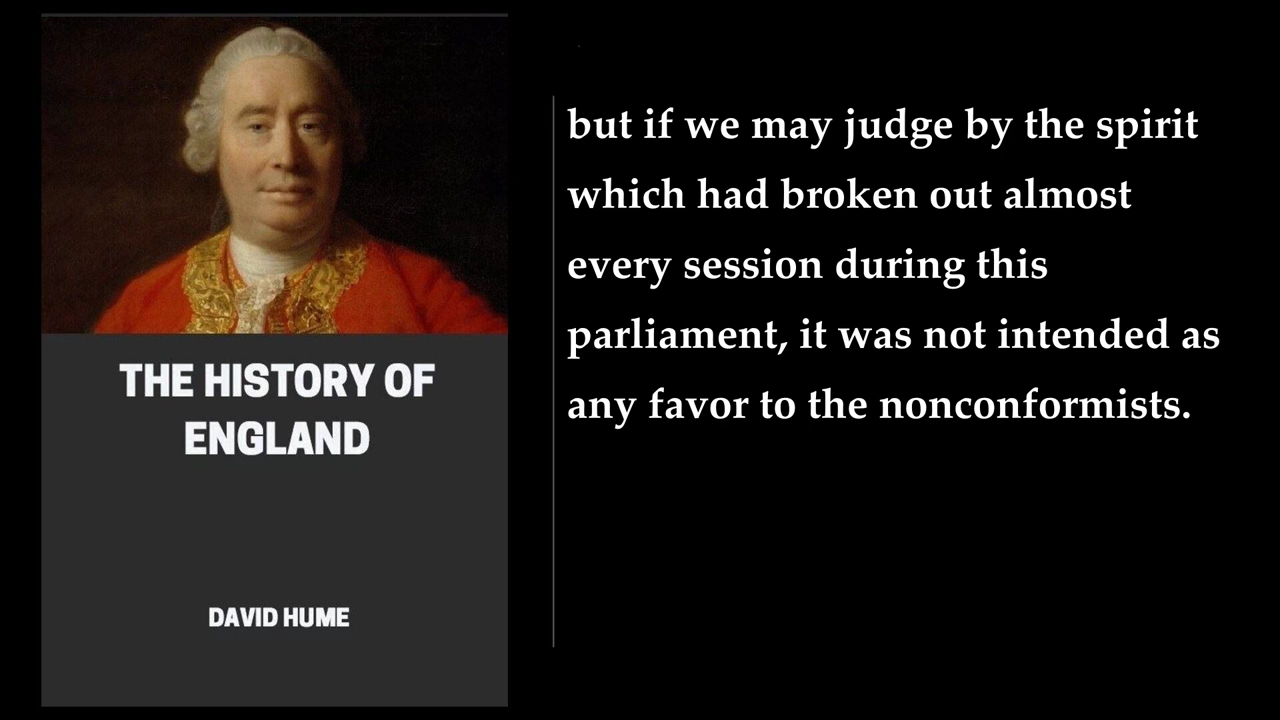 THE HISTORY OF
ENGLAND
DAVID HUME
but if we may judge by the spirit
which had broken out almost
every session during this
parliament, it was not intended as
any favor to the nonconformists.